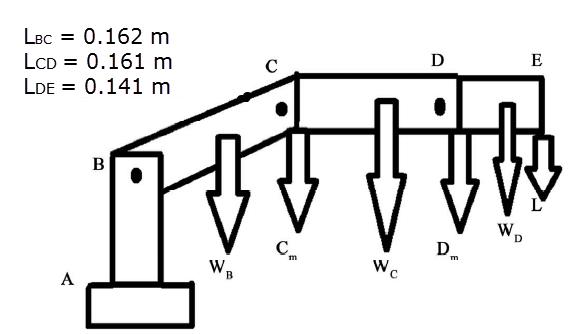 LBC = 0.162 m
LCD = 0.161 m
LDE = 0.141 m
C
D
E
B
A
WB
Cm
WC
Dm
WD
L